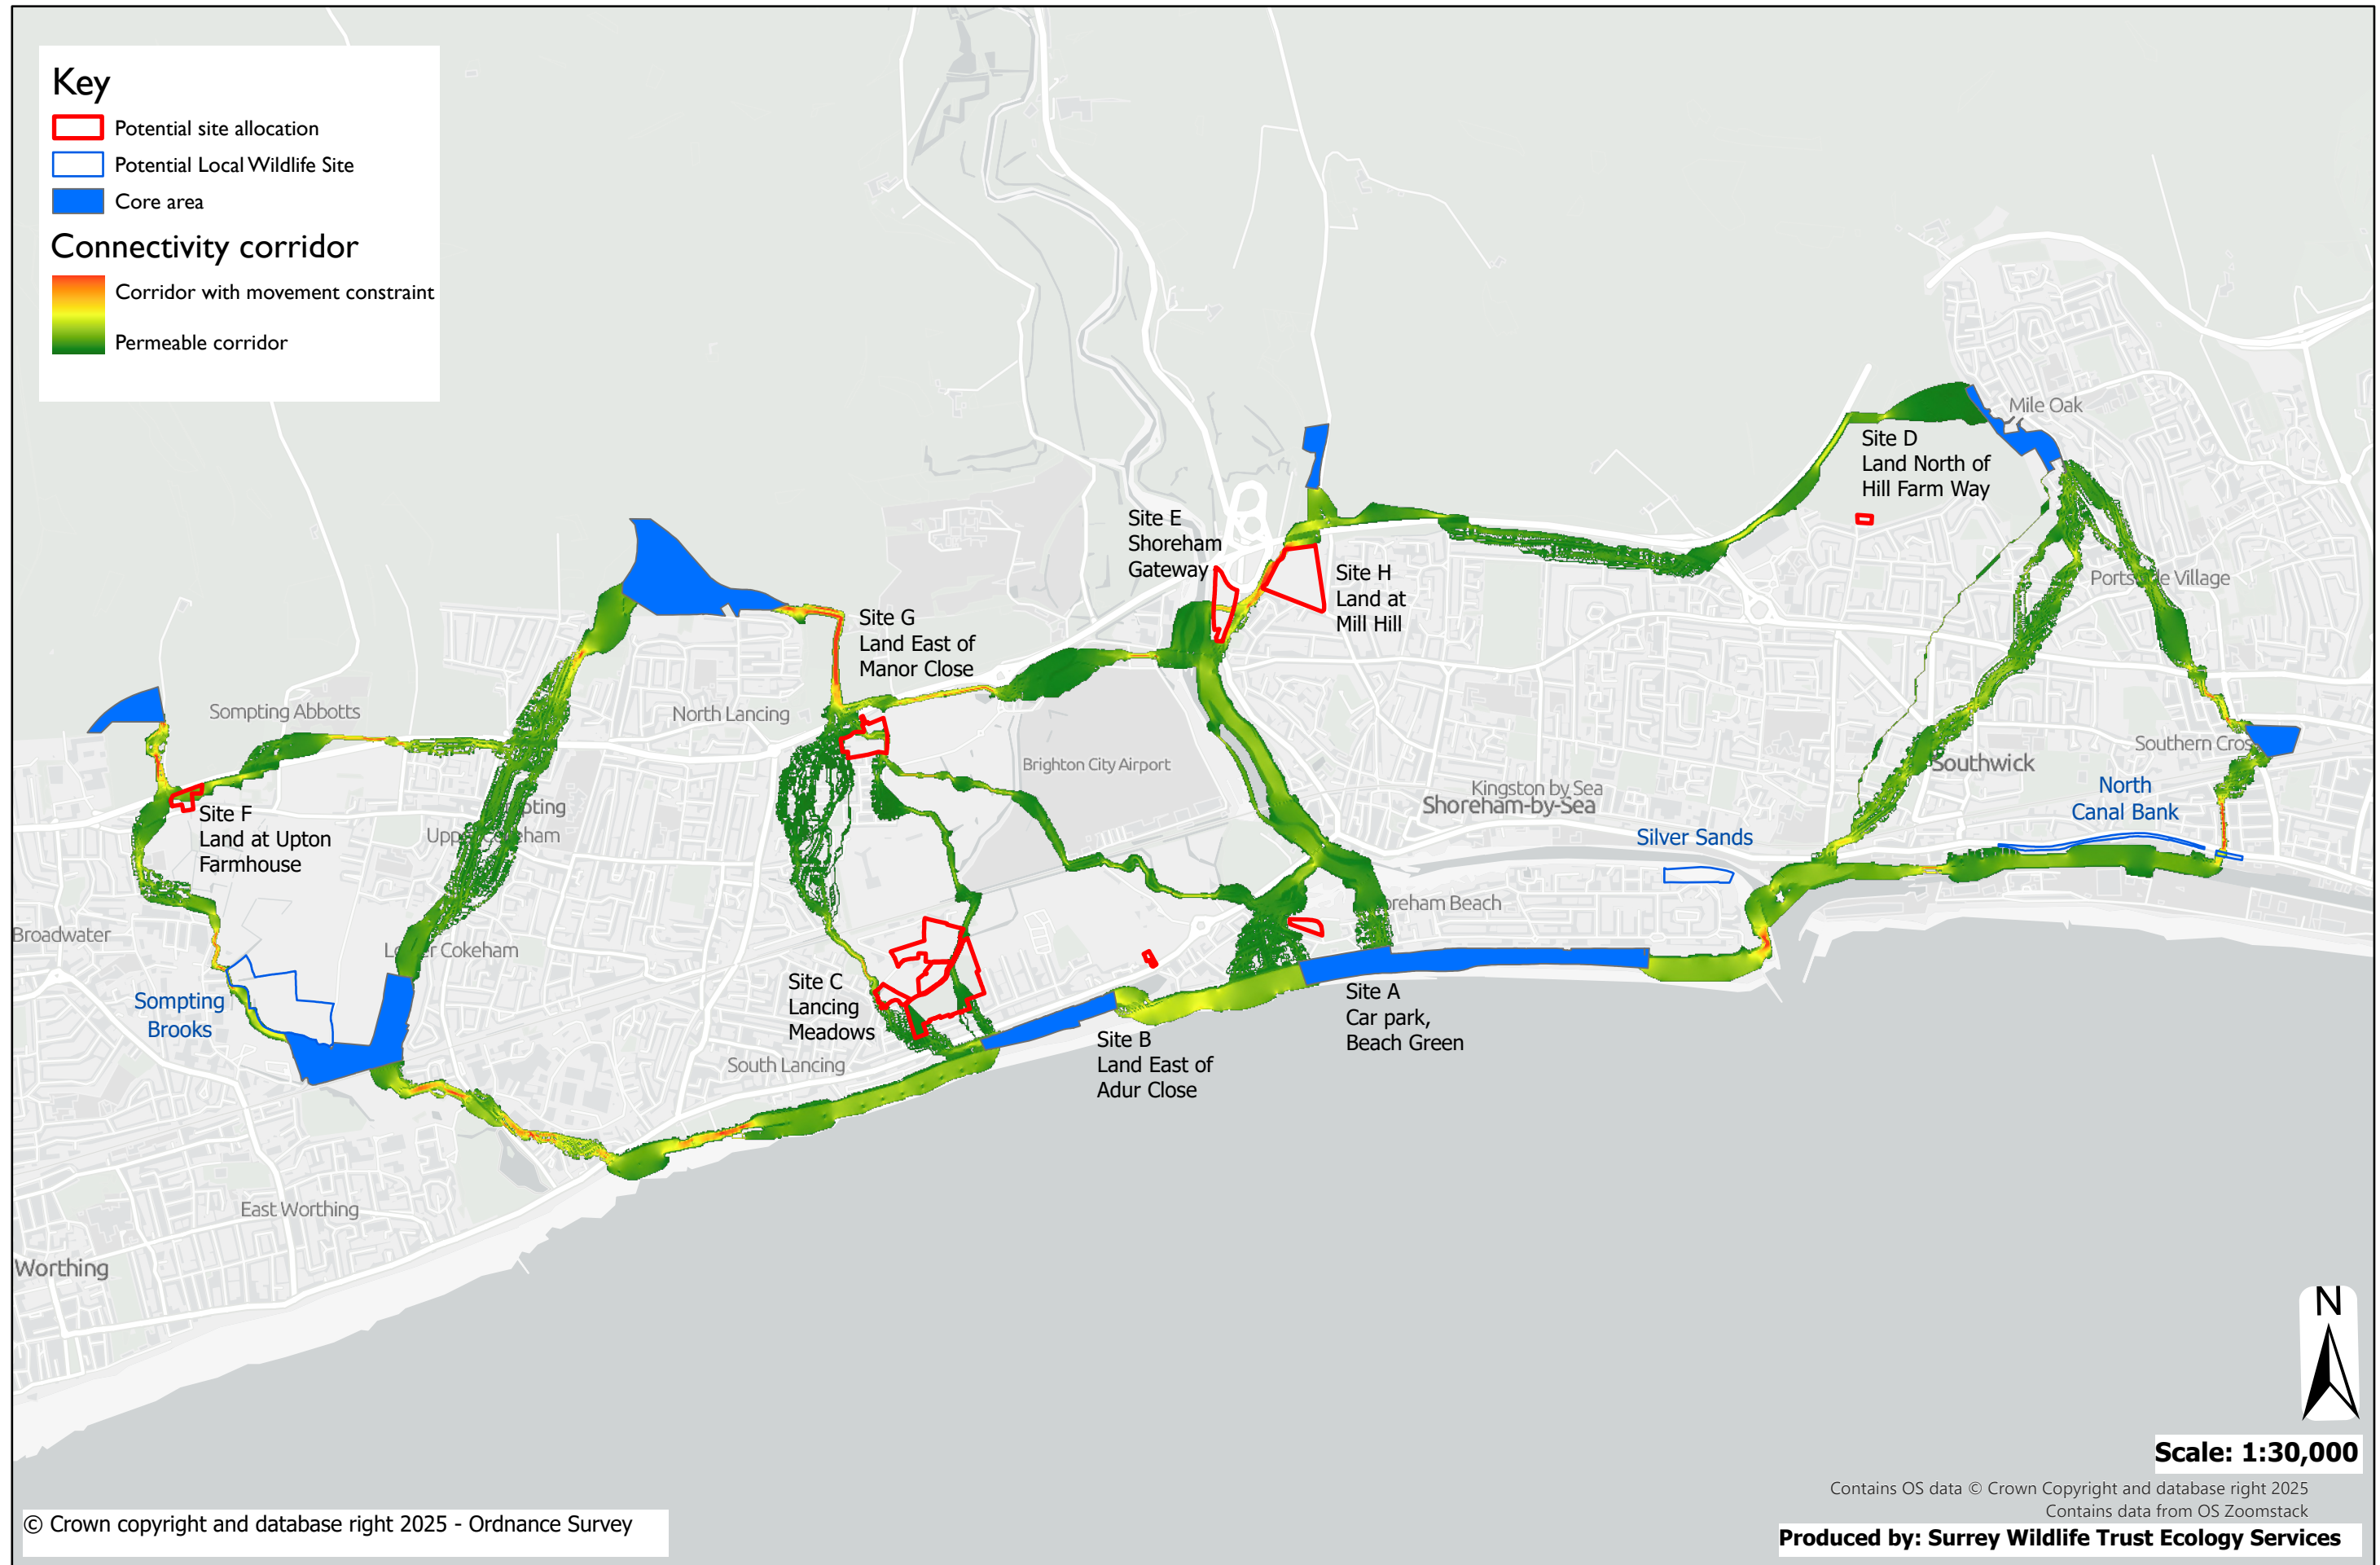 Key
Potential site allocation
Potential Local Wildlife Site
Core area
Connectivity corridor
Corridor with movement constraint
Permeable corridor
Mile Oak
Site D
Land North of
Hill Farm Way
Site E
Shoreham
Gateway
Site H
Land at
Mill Hill
Village
Site G
Land East of
Manor Close
Sompting Abbotts
North Lancing
Southern Cros
Brighton City Airport
Southwick
Kingston by Sea
Shoreham-by-Sea
North
Canal Bank
Site F
Land at Upton
Farmhouse
Silver Sands
Beach
Broadwater
Cokeham
Site C
Lancing
Meadows
Sompting
Brooks
Site A
Car park,
Beach Green
Site B
Land East of
Adur Close
South Lancing
East Worthing
Worthing
N
Scale: 1:30,000
Contains OS data © Crown Copyright and database right 2025
Contains data from OS Zoomstack
© Crown copyright and database right 2025 - Ordnance Survey
Produced by: Surrey Wildlife Trust Ecology Services